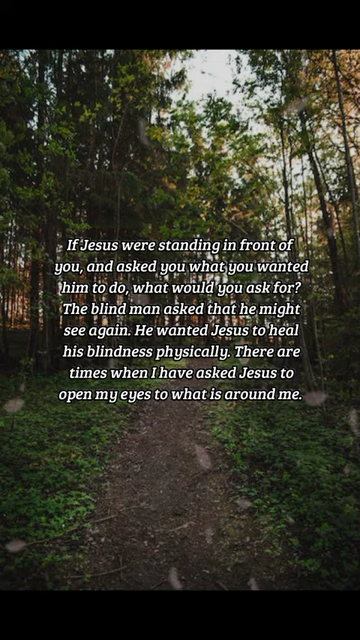 If Jesus were standing in front of
you, and asked you what you wanted
him to do, what would you ask for?
The blind man asked that he might
see again. He wanted Jesus to heal
his blindness physically. There are
times when I have asked Jesus to
open my eyes to what is around me.